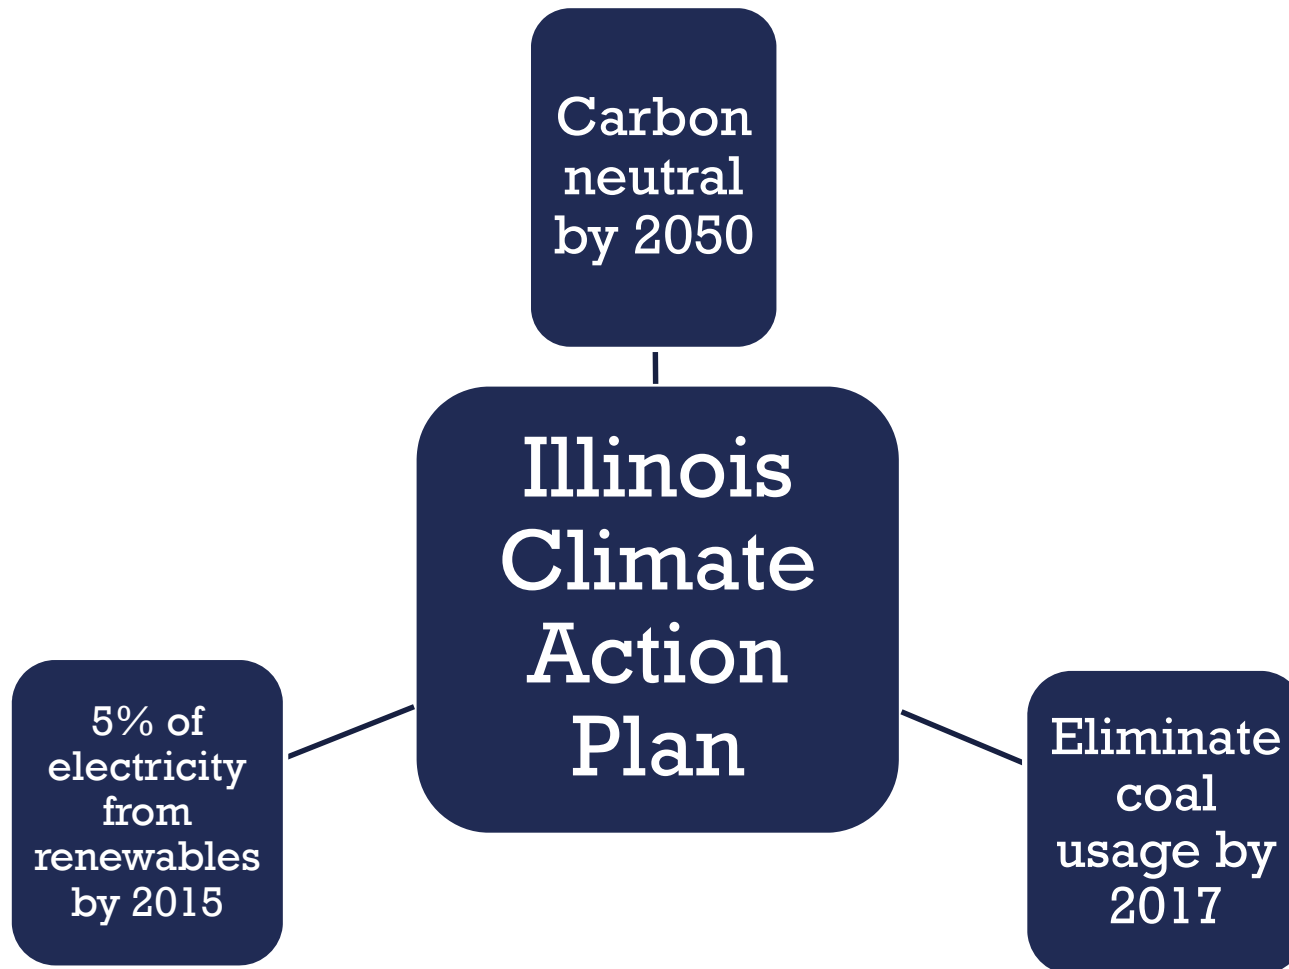 Carbon
neutral
by 2050
Illinois
Climate
Action
Plan
5% of
electricity
from
renewables
by 2015
Eliminate
coal
usage by
2017